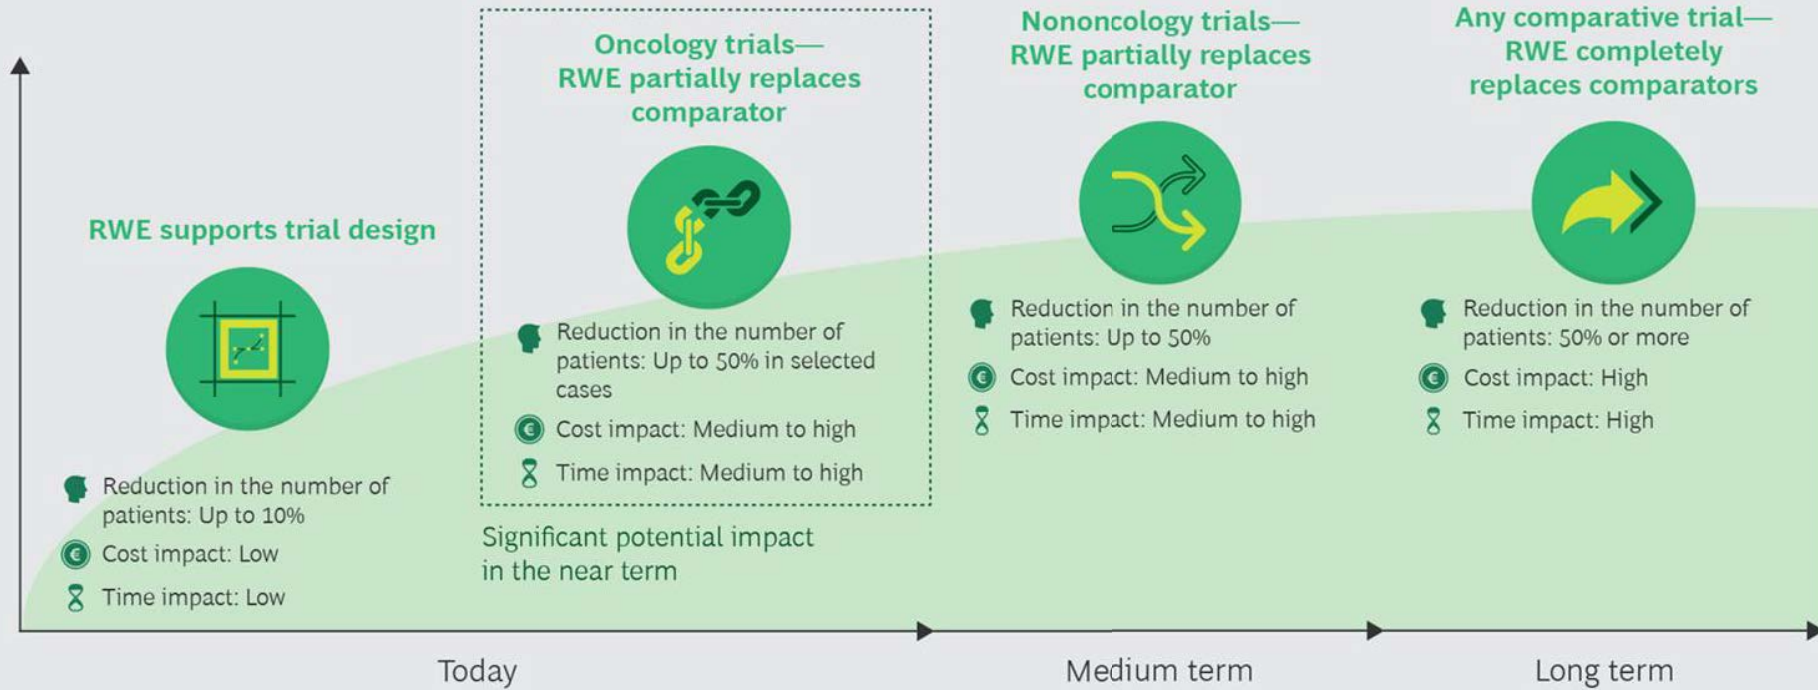 RWE supports trial design
Reduction in the number of
patients: Up to 10%
€ Cost impact: Low
Time impact: Low
Oncology trials—
RWE partially replaces
comparator
Reduction in the number of
patients: Up to 50% in selected
cases
€ Cost impact: Medium to high
Time impact: Medium to high
Significant potential impact
in the near term
Nononcology trials—
RWE partially replaces
comparator
Reduction in the number of
patients: Up to 50%
€ Cost impact: Medium to high
Time impact: Medium to high
Any comparative trial—
RWE completely
replaces comparators
Reduction in the number of
patients: 50% or more
€ Cost impact: High
Time impact: High
Today
Medium term
Long term